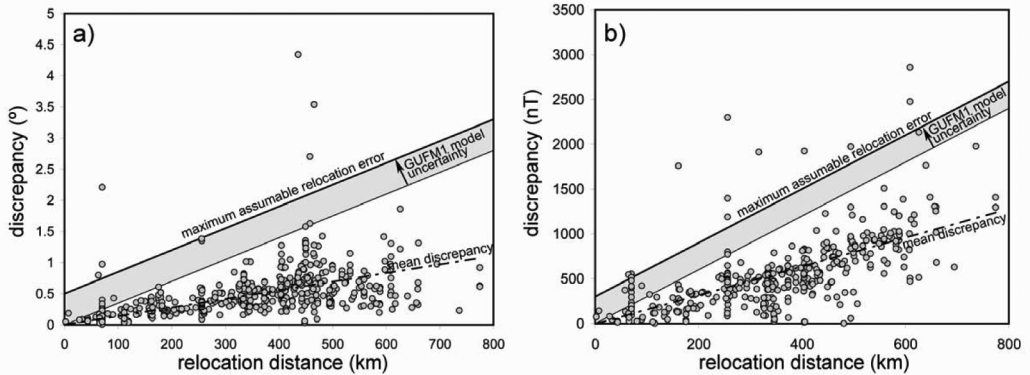 a)
discrepancy (º)
5
4.5
4
3.5
3
2.5
2
1.5
1
0.5
0
maximum assumable relocation error
GUFM1 model
uncertainty
mean discrepancy
0 100 200 300 400 500 600 700 800
relocation distance (km)
b)
discrepancy (nT)
3500
3000
2500
2000
1500
1000
500
0
maximum assumable relocation error
GUFM1 model
uncertainty
mean discrepancy
0 200 400 600 800
relocation distance (km)